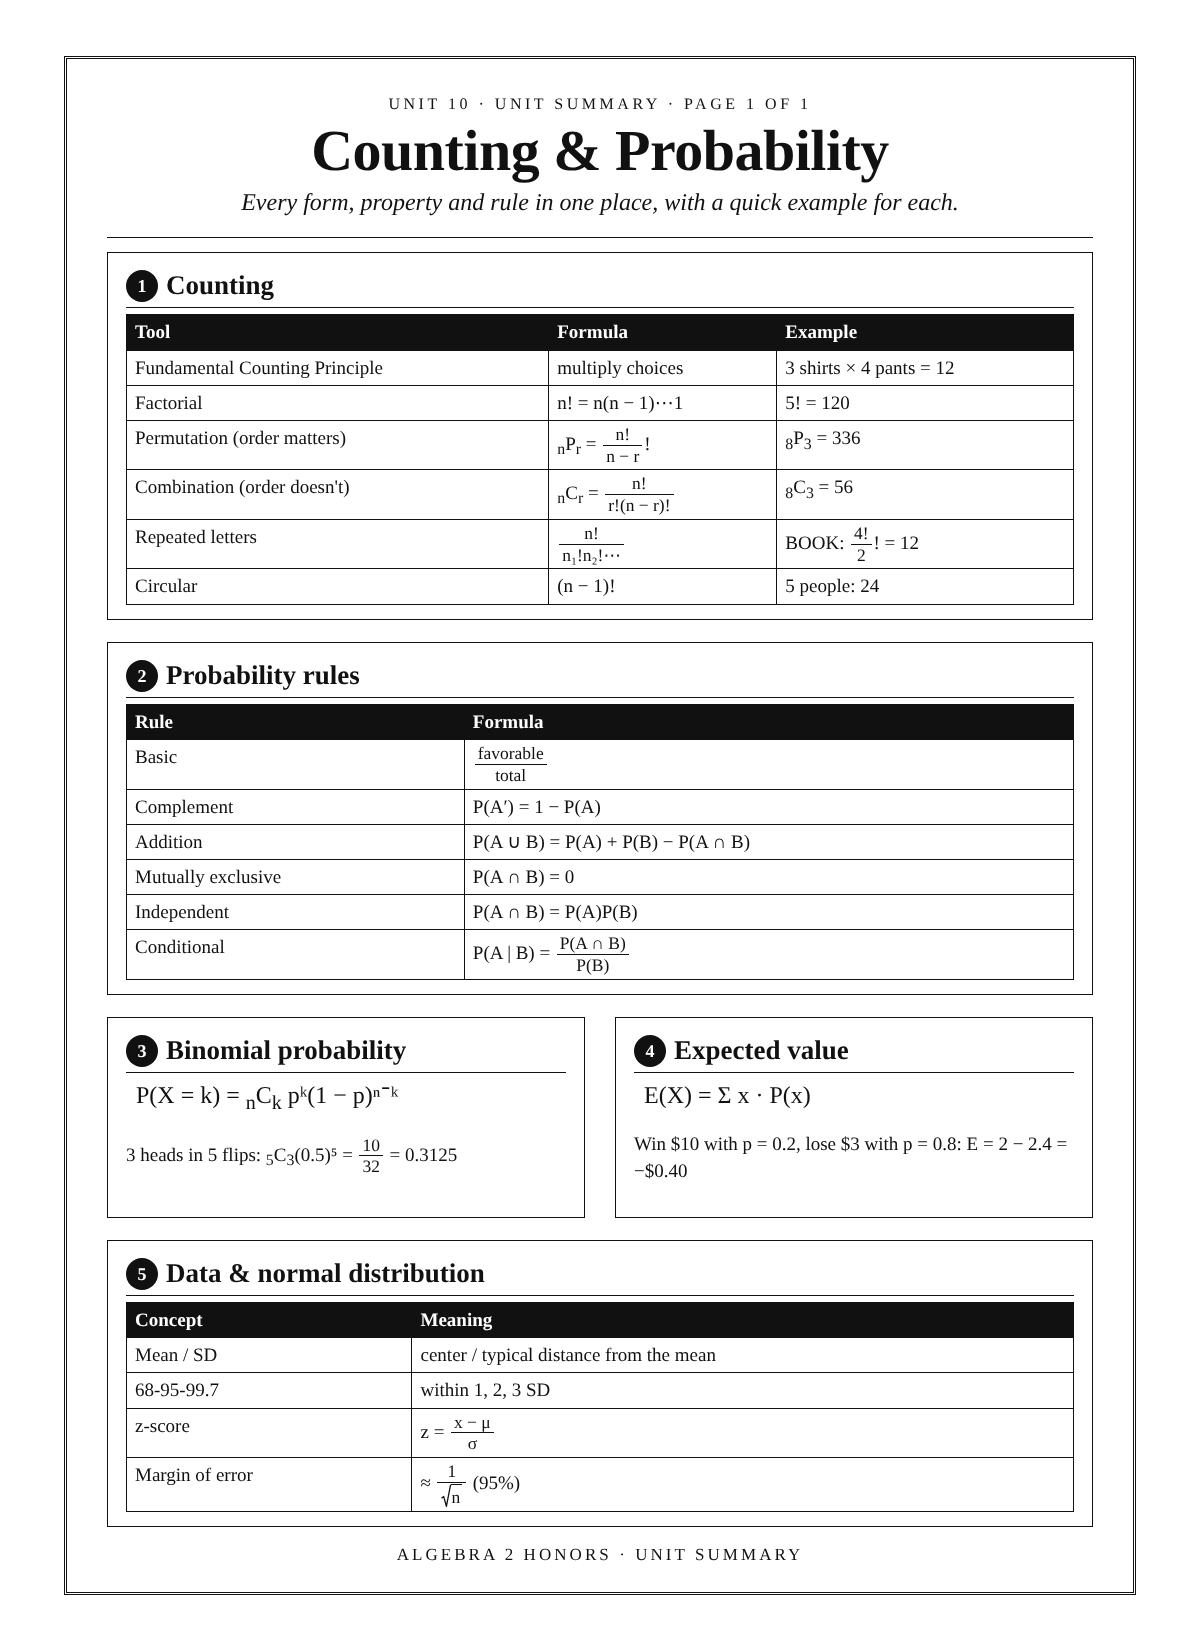 UNIT 10 · UNIT SUMMARY · PAGE 1 OF 1
Counting & Probability
Every form, property and rule in one place, with a quick example for each.
1 Counting
Tool Formula Example
Fundamental Counting Principle multiply choices 3 shirts × 4 pants = 12
Factorial n! = n(n − 1)⋯1 5! = 120
Permutation (order matters) ₙPᵣ = n!/(n − r)! ₈P₃ = 336
Combination (order doesn't) ₙCᵣ = n!/(r!(n − r)!) ₈C₃ = 56
Repeated letters n!/(n₁!n₂!⋯) BOOK: 4!/2! = 12
Circular (n − 1)! 5 people: 24
2 Probability rules
Rule Formula
Basic favorable/total
Complement P(A′) = 1 − P(A)
Addition P(A ∪ B) = P(A) + P(B) − P(A ∩ B)
Mutually exclusive P(A ∩ B) = 0
Independent P(A ∩ B) = P(A)P(B)
Conditional P(A | B) = P(A ∩ B)/P(B)
3 Binomial probability
P(X = k) = ₙCₖ pᵏ(1 − p)ⁿ⁻ᵏ
3 heads in 5 flips: ₅C₃(0.5)⁵ = 10/32 = 0.3125
4 Expected value
E(X) = Σ x · P(x)
Win $10 with p = 0.2, lose $3 with p = 0.8: E = 2 − 2.4 =
−$0.40
5 Data & normal distribution
Concept Meaning
Mean / SD center / typical distance from the mean
68-95-99.7 within 1, 2, 3 SD
z-score z = (x − μ)/σ
Margin of error ≈ 1/√n (95%)
ALGEBRA 2 HONORS · UNIT SUMMARY